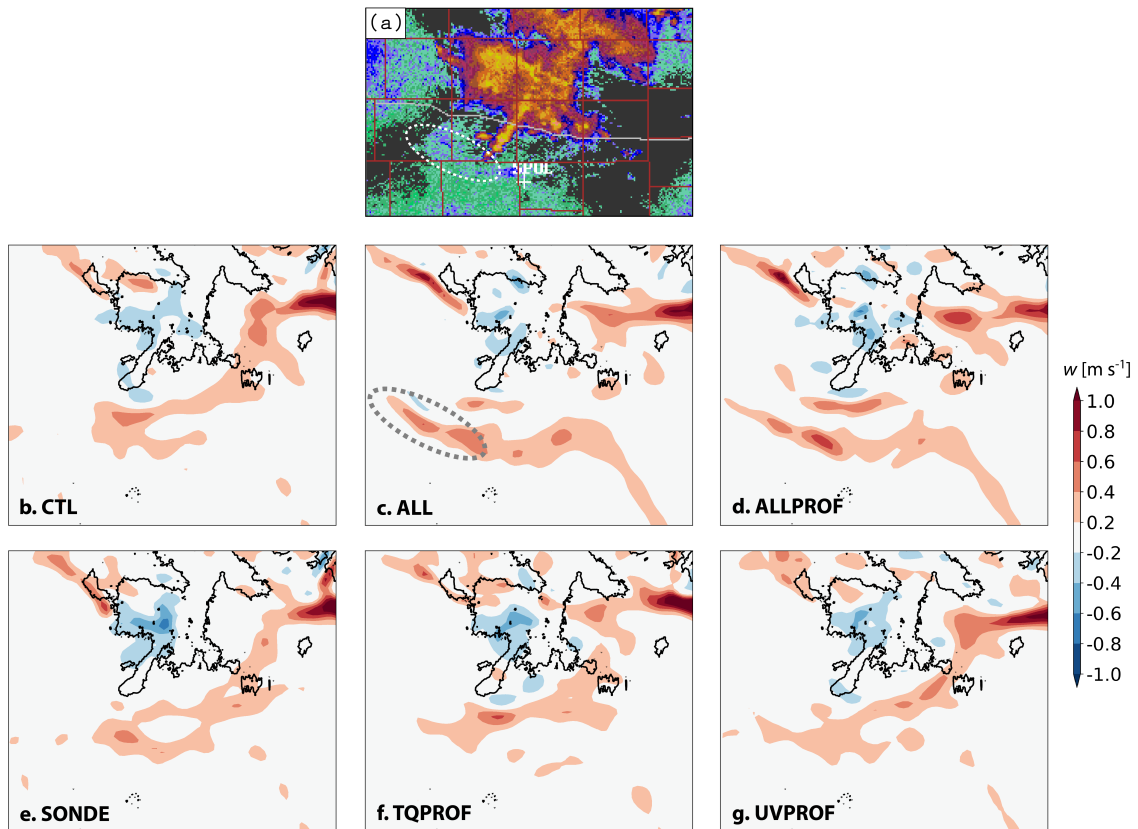 (a)
w [m s⁻¹]
1.0
0.8
0.6
0.4
0.2
-0.2
-0.4
-0.6
-0.8
-1.0
b. CTL
c. ALL
d. ALLPROF
e. SONDE
f. TQPROF
g. UVPROF